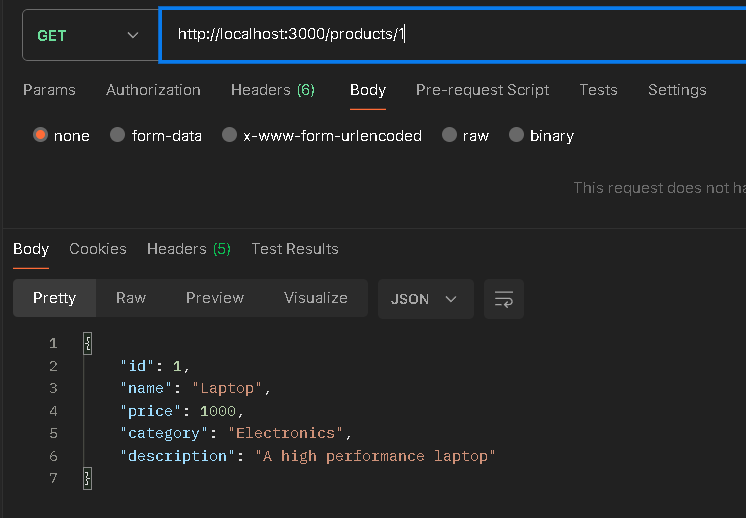 GET http://localhost:3000/products/1
Params Authorization Headers (6) Body Pre-request Script Tests Settings
none form-data x-www-form-urlencoded raw binary
This request does not ha
Body Cookies Headers (5) Test Results
Pretty Raw Preview Visualize JSON
1 {
2 "id": 1,
3 "name": "Laptop",
4 "price": 1000,
5 "category": "Electronics",
6 "description": "A high performance laptop"
7 }